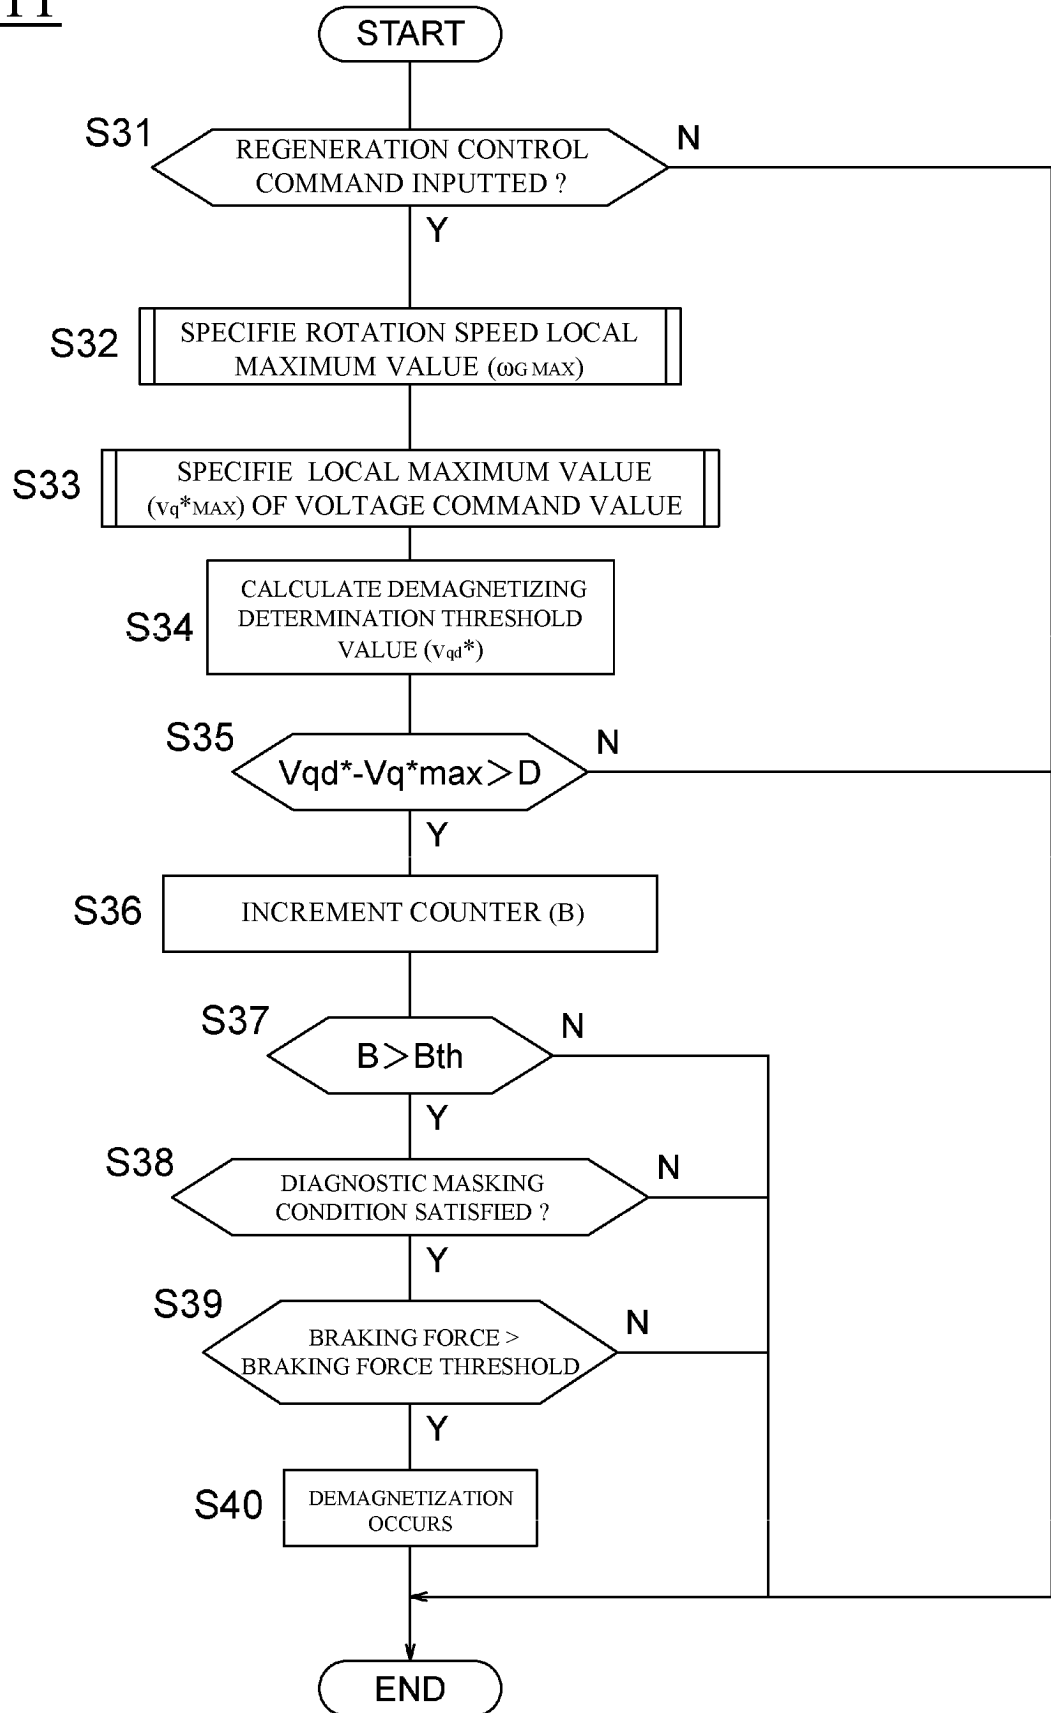 11
START
S31
REGENERATION CONTROL
COMMAND INPUTTED ?
N
Y
S32
SPECIFIE ROTATION SPEED LOCAL
MAXIMUM VALUE (ωG MAX)
S33
SPECIFIE LOCAL MAXIMUM VALUE
(vq*MAX) OF VOLTAGE COMMAND VALUE
S34
CALCULATE DEMAGNETIZING
DETERMINATION THRESHOLD
VALUE (vqd*)
S35
Vqd*-Vq*max>D
N
Y
S36
INCREMENT COUNTER (B)
S37
B>Bth
N
Y
S38
DIAGNOSTIC MASKING
CONDITION SATISFIED ?
N
Y
S39
BRAKING FORCE >
BRAKING FORCE THRESHOLD
N
Y
S40
DEMAGNETIZATION
OCCURS
END